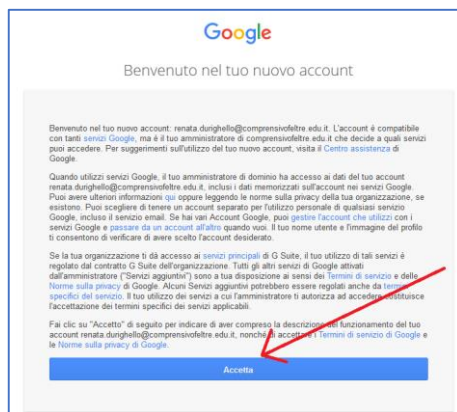 Google
Benvenuto nel tuo nuovo account
Benvenuto nel tuo nuovo account: renata.durighello@comprensivofeltre.edu.it. L'account è compatibile
con tanti servizi Google, ma è il tuo amministratore di comprensivofeltre.edu.it che decide a quali servizi
puoi accedere. Per suggerimenti sull'utilizzo del tuo nuovo account, visita il Centro assistenza di
Google.
Quando utilizzi servizi Google, il tuo amministratore di dominio ha accesso ai dati del tuo account
renata.durighello@comprensivofeltre.edu.it, inclusi i dati memorizzati sull'account nei servizi Google.
Puoi avere ulteriori informazioni qui oppure leggendo le norme sulla privacy della tua organizzazione, se
esistono. Puoi scegliere di tenere un account separato per l'utilizzo personale di qualsiasi servizio
Google, incluso il servizio email. Se hai vari Account Google, puoi gestire l'account che utilizzi con i
servizi Google e passare da un account all'altro quando vuoi. Il tuo nome utente e l'immagine del profilo
ti consentono di verificare di avere scelto l'account desiderato.
Se la tua organizzazione ti dà accesso ai servizi principali di G Suite, il tuo utilizzo di tali servizi è
regolato dal contratto G Suite dell'organizzazione. Tutti gli altri servizi di Google attivati
dall'amministratore ("Servizi aggiuntivi") sono a tua disposizione ai sensi dei Termini di servizio e delle
Norme sulla privacy di Google. Alcuni Servizi aggiuntivi potrebbero essere regolati anche da termini
specifici del servizio. Il tuo utilizzo dei servizi a cui l'amministratore ti autorizza ad accedere costituisce
l'accettazione dei termini specifici dei servizi applicabili.
Fai clic su "Accetto" di seguito per indicare di aver compreso la descrizione del funzionamento del tuo
account renata.durighello@comprensivofeltre.edu.it, nonché di accettare i Termini di servizio di Google e
le Norme sulla privacy di Google.
Accetta